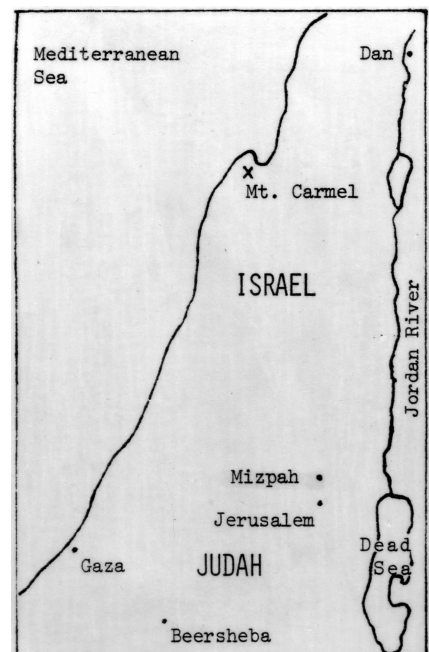 Mediterranean
Sea
Dan
x
Mt. Carmel
ISRAEL
Jordan River
Mizpah
Jerusalem
Dead
Sea
Gaza
JUDAH
Beersheba